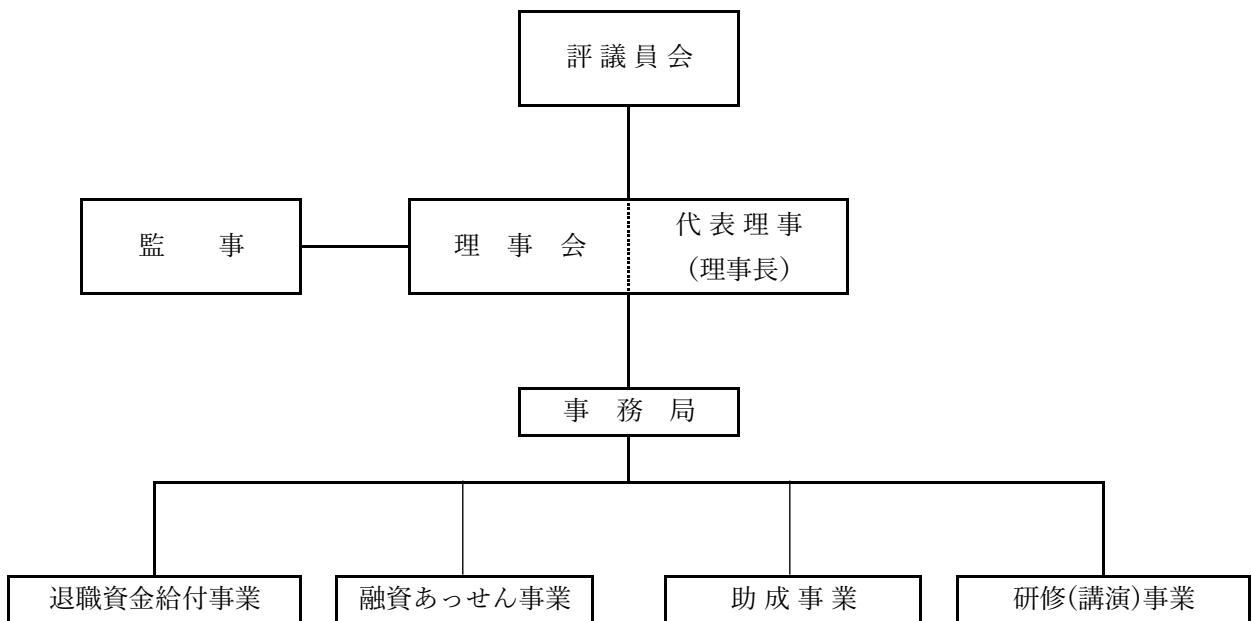 評議員会
監事
理事会
代表理事
（理事長）
事務局
退職資金給付事業
融資あっせん事業
助成事業
研修(講演)事業